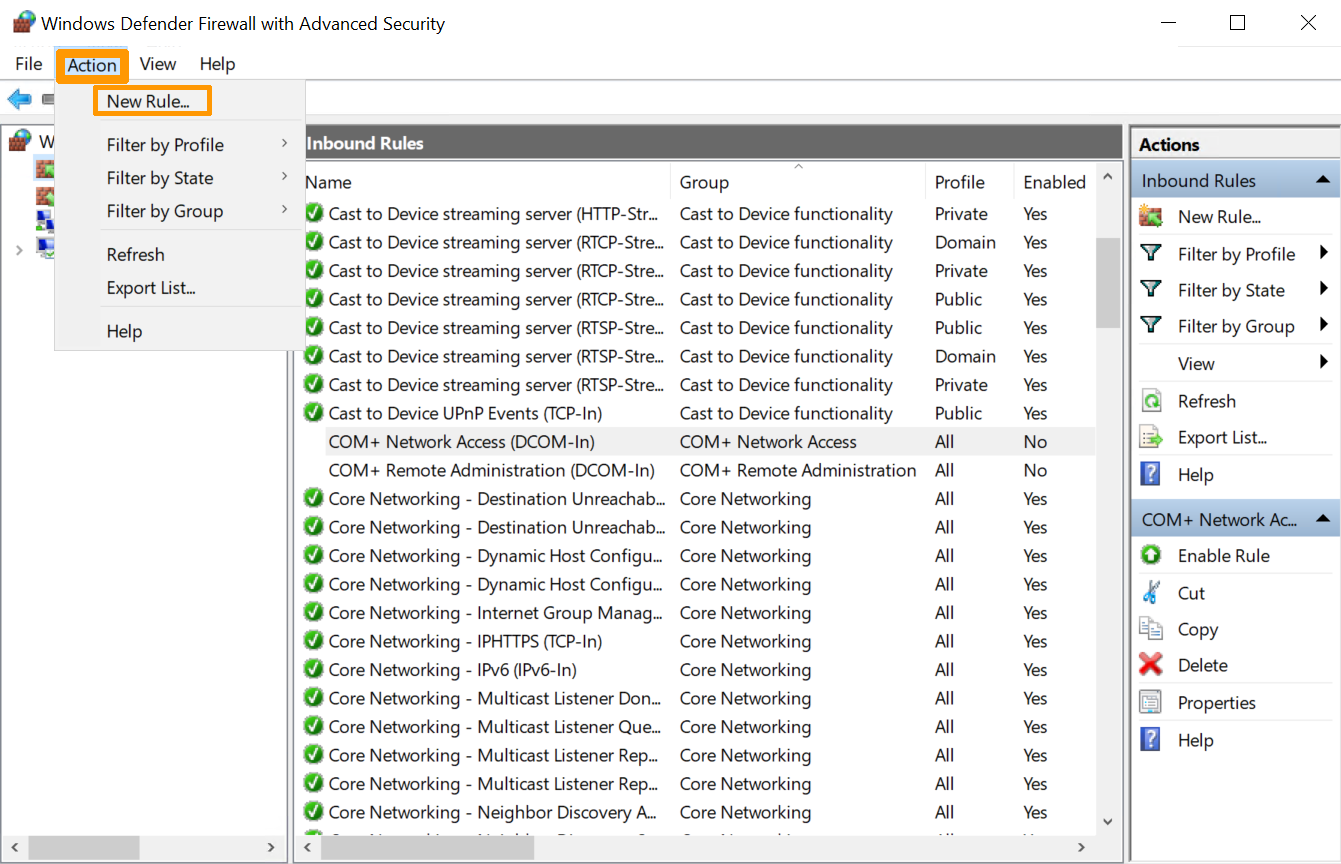 Windows Defender Firewall with Advanced Security
File Action View Help
New Rule...
Filter by Profile
Filter by State
Filter by Group
Refresh
Export List...
Help
W
Inbound Rules
Name Group Profile Enabled
Cast to Device streaming server (HTTP-Str... Cast to Device functionality Private Yes
Cast to Device streaming server (RTCP-Stre... Cast to Device functionality Domain Yes
Cast to Device streaming server (RTCP-Stre... Cast to Device functionality Private Yes
Cast to Device streaming server (RTCP-Stre... Cast to Device functionality Public Yes
Cast to Device streaming server (RTSP-Stre... Cast to Device functionality Public Yes
Cast to Device streaming server (RTSP-Stre... Cast to Device functionality Domain Yes
Cast to Device streaming server (RTSP-Stre... Cast to Device functionality Private Yes
Cast to Device UPnP Events (TCP-In) Cast to Device functionality Public Yes
COM+ Network Access (DCOM-In) COM+ Network Access All No
COM+ Remote Administration (DCOM-In) COM+ Remote Administration All No
Core Networking - Destination Unreachab... Core Networking All Yes
Core Networking - Destination Unreachab... Core Networking All Yes
Core Networking - Dynamic Host Configu... Core Networking All Yes
Core Networking - Dynamic Host Configu... Core Networking All Yes
Core Networking - Internet Group Manag... Core Networking All Yes
Core Networking - IPHTTPS (TCP-In) Core Networking All Yes
Core Networking - IPv6 (IPv6-In) Core Networking All Yes
Core Networking - Multicast Listener Don... Core Networking All Yes
Core Networking - Multicast Listener Que... Core Networking All Yes
Core Networking - Multicast Listener Rep... Core Networking All Yes
Core Networking - Multicast Listener Rep... Core Networking All Yes
Core Networking - Neighbor Discovery A... Core Networking All Yes
Actions
Inbound Rules
New Rule...
Filter by Profile
Filter by State
Filter by Group
View
Refresh
Export List...
Help
COM+ Network Ac...
Enable Rule
Cut
Copy
Delete
Properties
Help